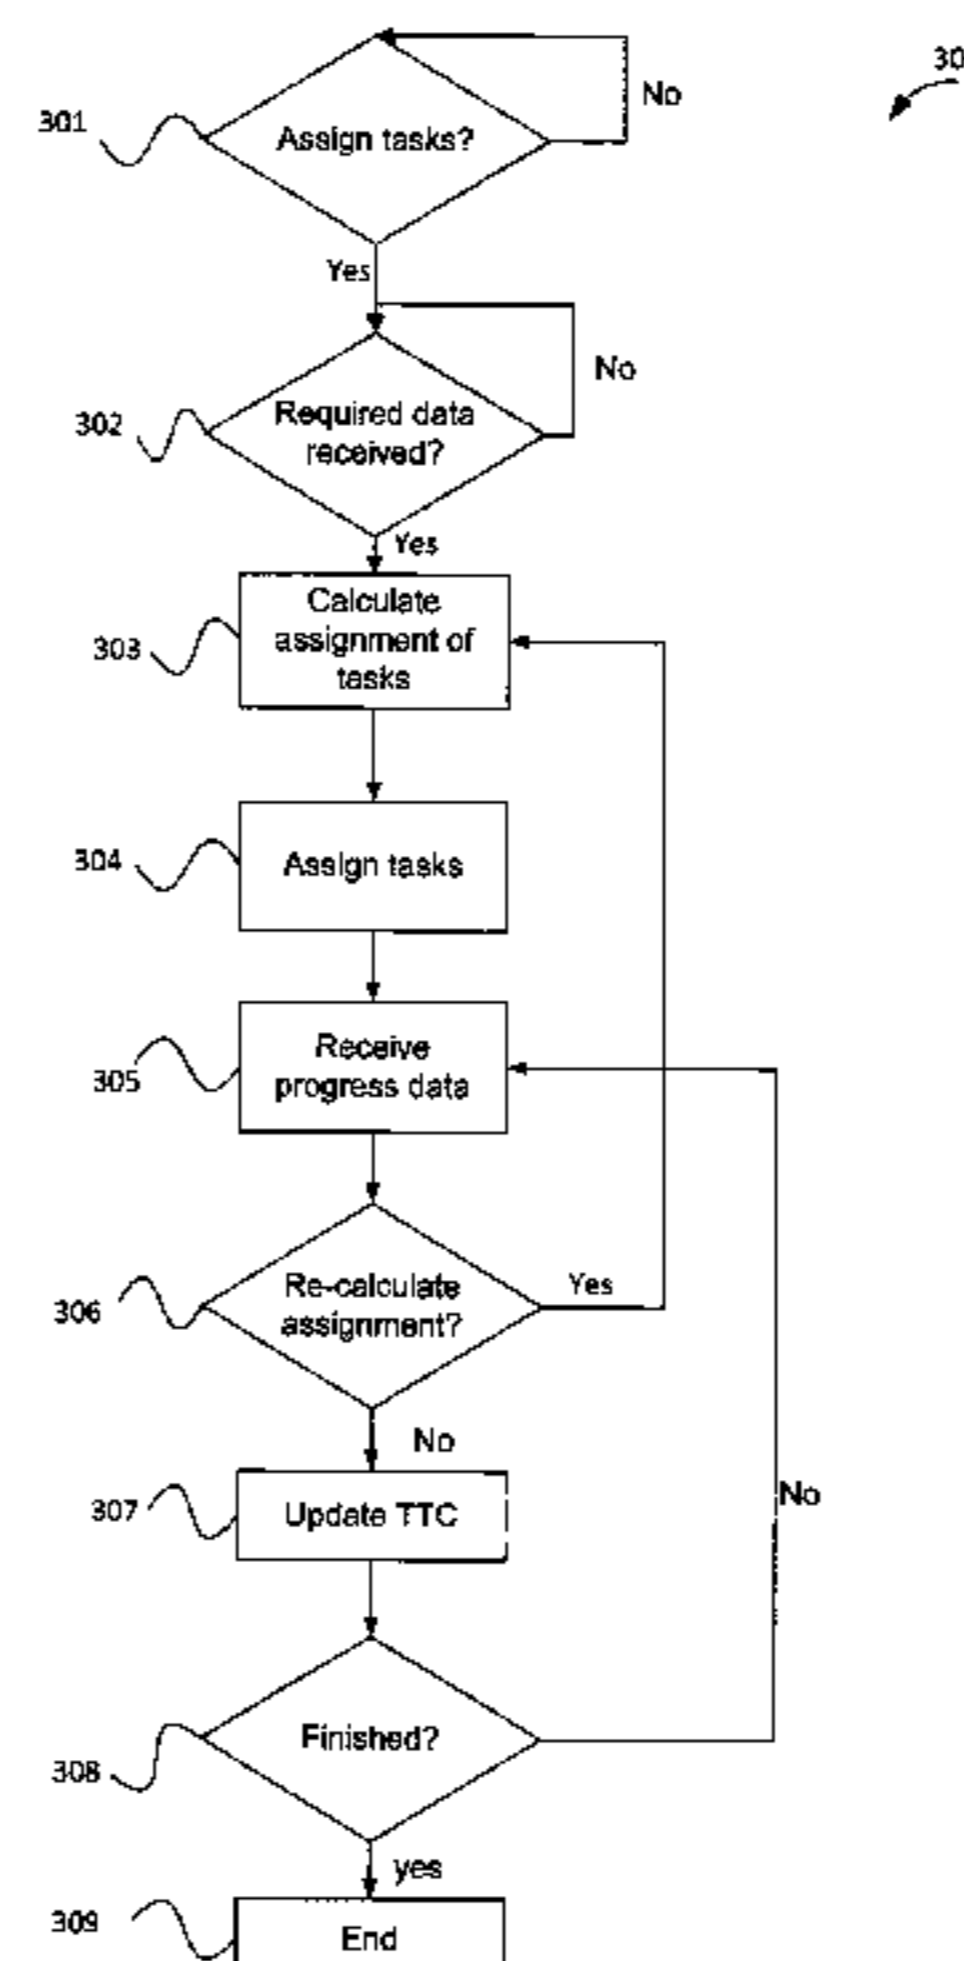 30
No
301
Assign tasks?
Yes
No
302
Required data
received?
Yes
303
Calculate
assignment of
tasks
304
Assign tasks
305
Receive
progress data
306
Re-calculate
assignment?
Yes
No
307
Update TTC
No
308
Finished?
yes
309
End